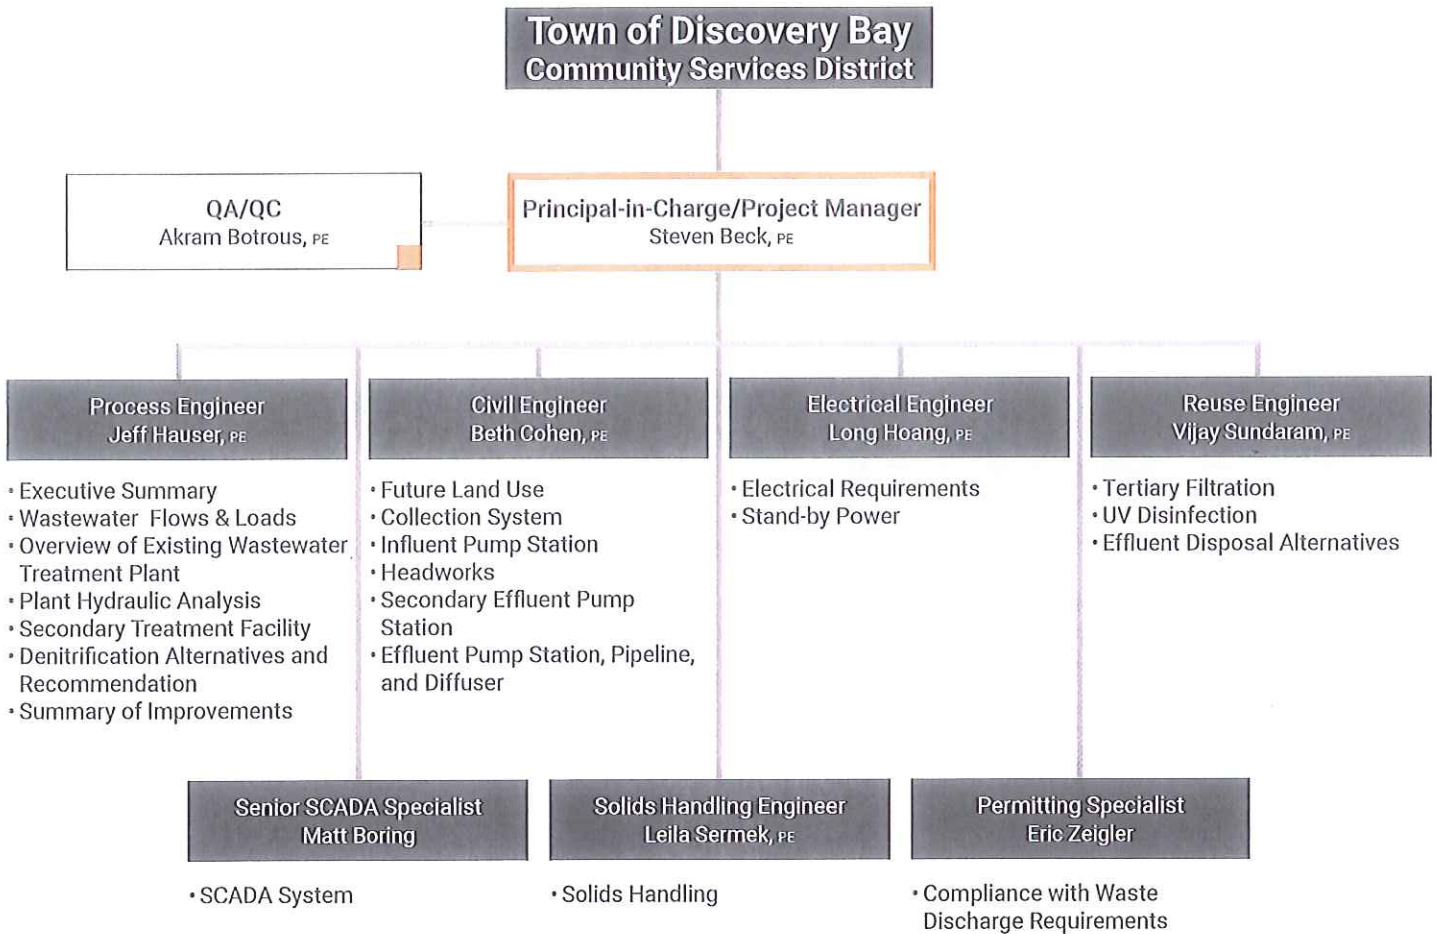 Town of Discovery Bay
Community Services District
QA/QC
Akram Botrous, PE
Principal-in-Charge/Project Manager
Steven Beck, PE
Process Engineer
Jeff Hauser, PE
• Executive Summary
• Wastewater Flows & Loads
• Overview of Existing Wastewater
Treatment Plant
• Plant Hydraulic Analysis
• Secondary Treatment Facility
• Denitrification Alternatives and
Recommendation
• Summary of Improvements
Civil Engineer
Beth Cohen, PE
• Future Land Use
• Collection System
• Influent Pump Station
• Headworks
• Secondary Effluent Pump
Station
• Effluent Pump Station, Pipeline,
and Diffuser
Electrical Engineer
Long Hoang, PE
• Electrical Requirements
• Stand-by Power
Reuse Engineer
Vijay Sundaram, PE
• Tertiary Filtration
• UV Disinfection
• Effluent Disposal Alternatives
Senior SCADA Specialist
Matt Boring
• SCADA System
Solids Handling Engineer
Leila Sermek, PE
• Solids Handling
Permitting Specialist
Eric Zeigler
• Compliance with Waste
Discharge Requirements